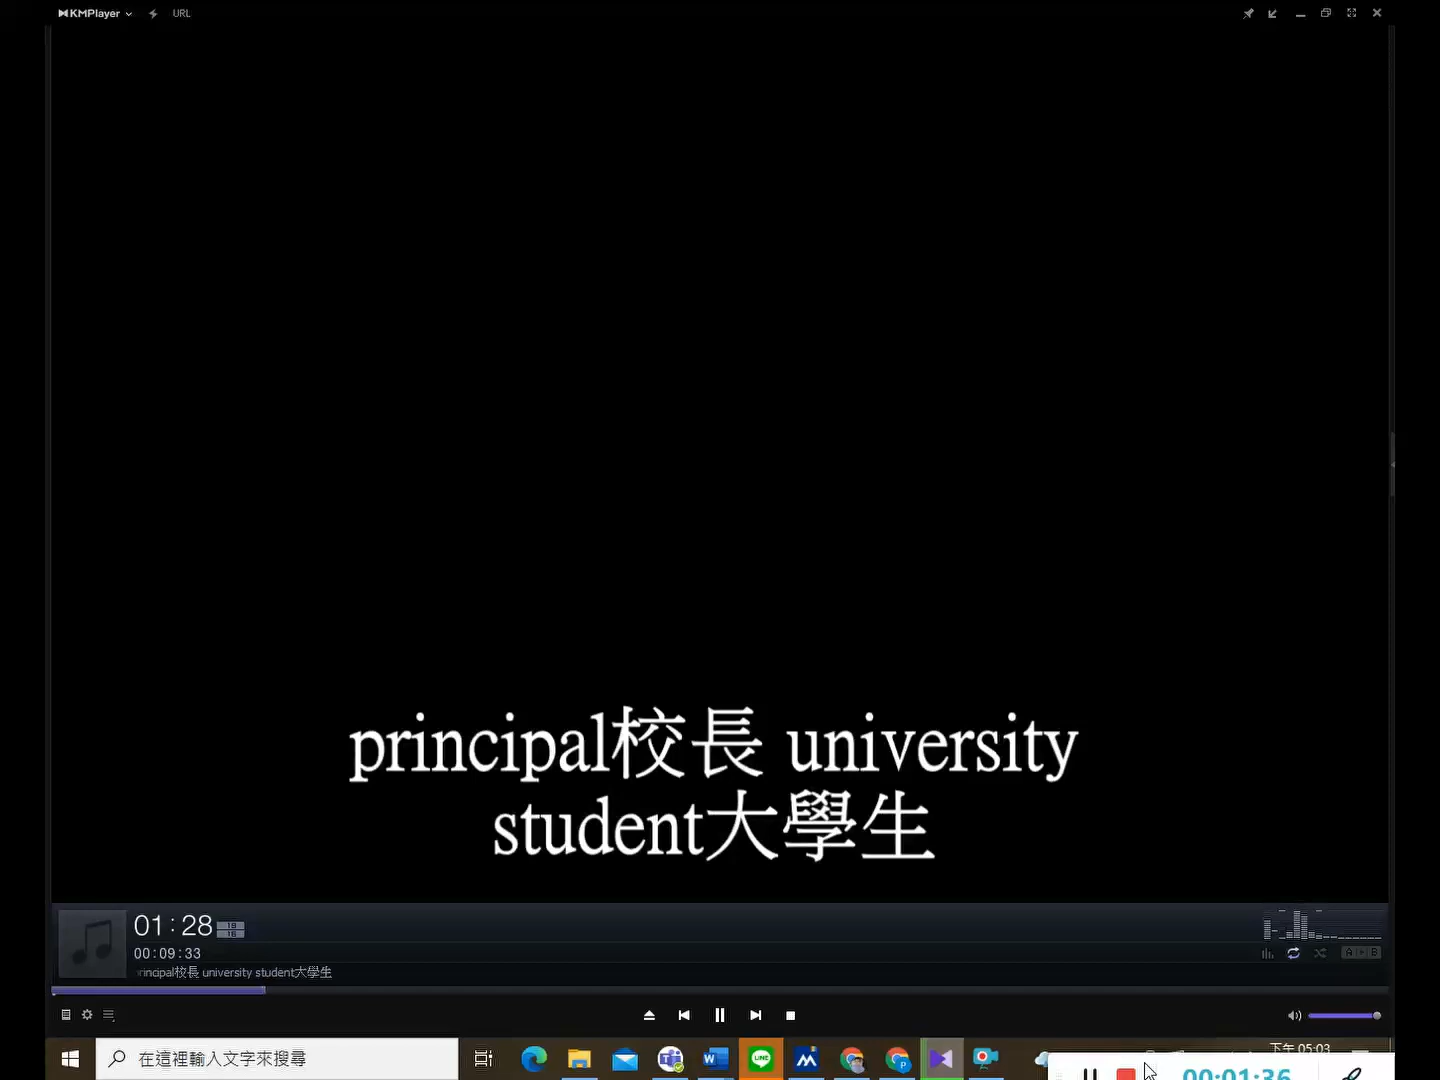 KMPlayer URL
principal校長 university
student大學生
01:28
00:09:33
rincipal校長 university student大學生
A B
在這裡輸入文字來搜尋
LINE
下午 05:03
00:01:36